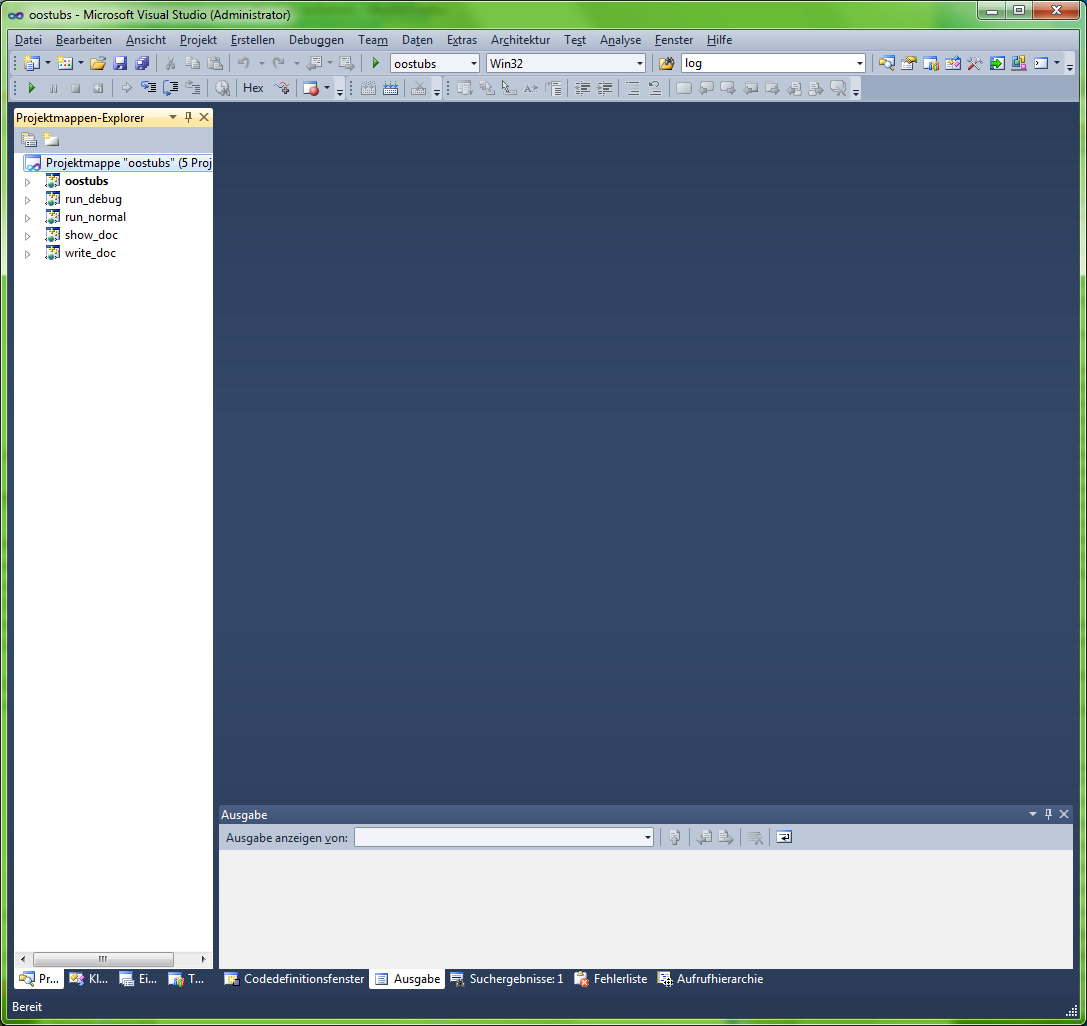 oostubs - Microsoft Visual Studio (Administrator)
Datei Bearbeiten Ansicht Projekt Erstellen Debuggen Team Daten Extras Architektur Test Analyse Fenster Hilfe
oostubs Win32 log
Hex
Projektmappen-Explorer
Projektmappe "oostubs" (5 Proj
oostubs
run_debug
run_normal
show_doc
write_doc
Ausgabe
Ausgabe anzeigen von:
Pr... Kl... Ei... T... Codedefinitionsfenster Ausgabe Suchergebnisse: 1 Fehlerliste Aufrufhierarchie
Bereit